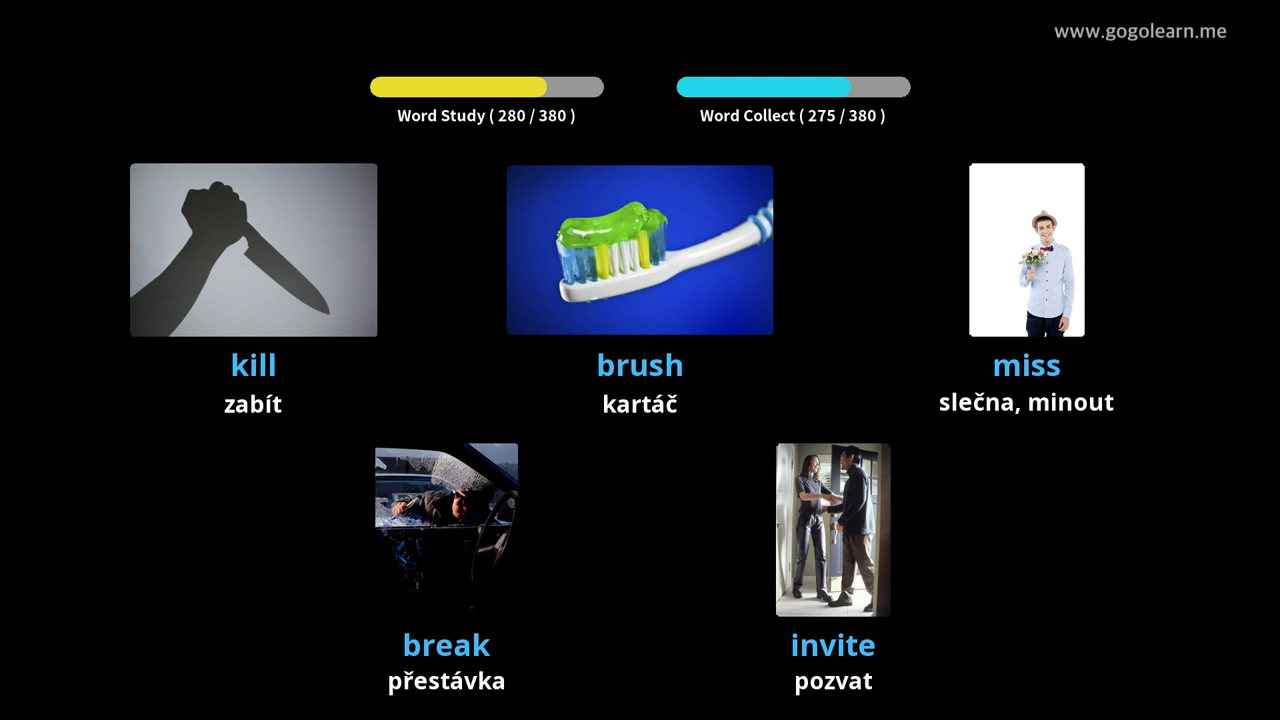 www.gogolearn.me
Word Study ( 280 / 380 )
Word Collect ( 275 / 380 )
kill
zabít
brush
kartáč
miss
slečna, minout
break
přestávka
invite
pozvat